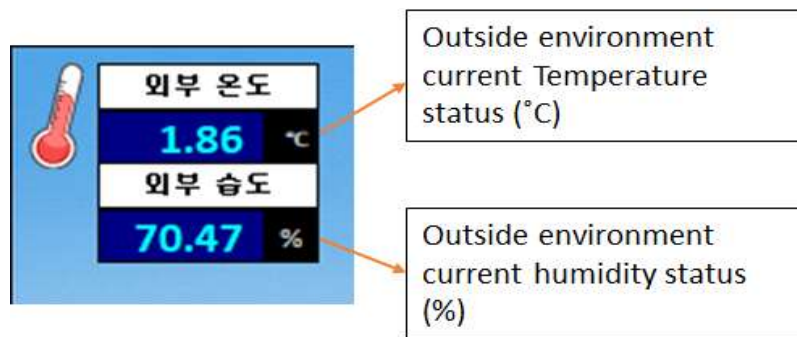 외부 온도
1.86 ℃
외부 습도
70.47 %
Outside environment
current Temperature
status (˚C)
Outside environment
current humidity status
(%)